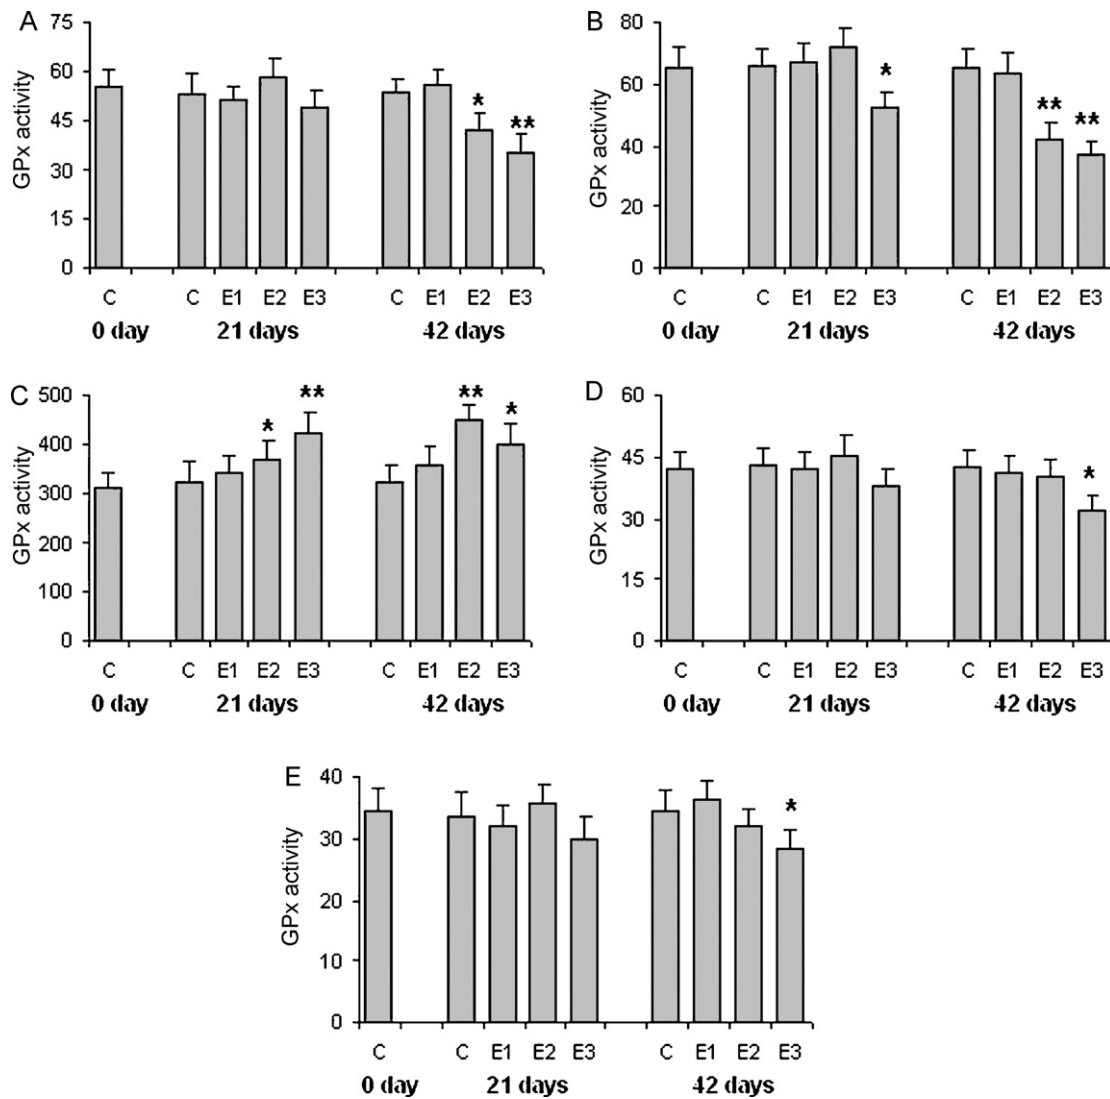 A
GPx activity
75
60
45
30
15
0
* **
C C E1 E2 E3 C E1 E2 E3
0 day 21 days 42 days
B
GPx activity
80
60
40
20
0
* ** **
C C E1 E2 E3 C E1 E2 E3
0 day 21 days 42 days
C
GPx activity
500
400
300
200
100
0
* ** ** *
C C E1 E2 E3 C E1 E2 E3
0 day 21 days 42 days
D
GPx activity
60
45
30
15
0
*
C C E1 E2 E3 C E1 E2 E3
0 day 21 days 42 days
E
GPx activity
40
30
20
10
0
*
C C E1 E2 E3 C E1 E2 E3
0 day 21 days 42 days